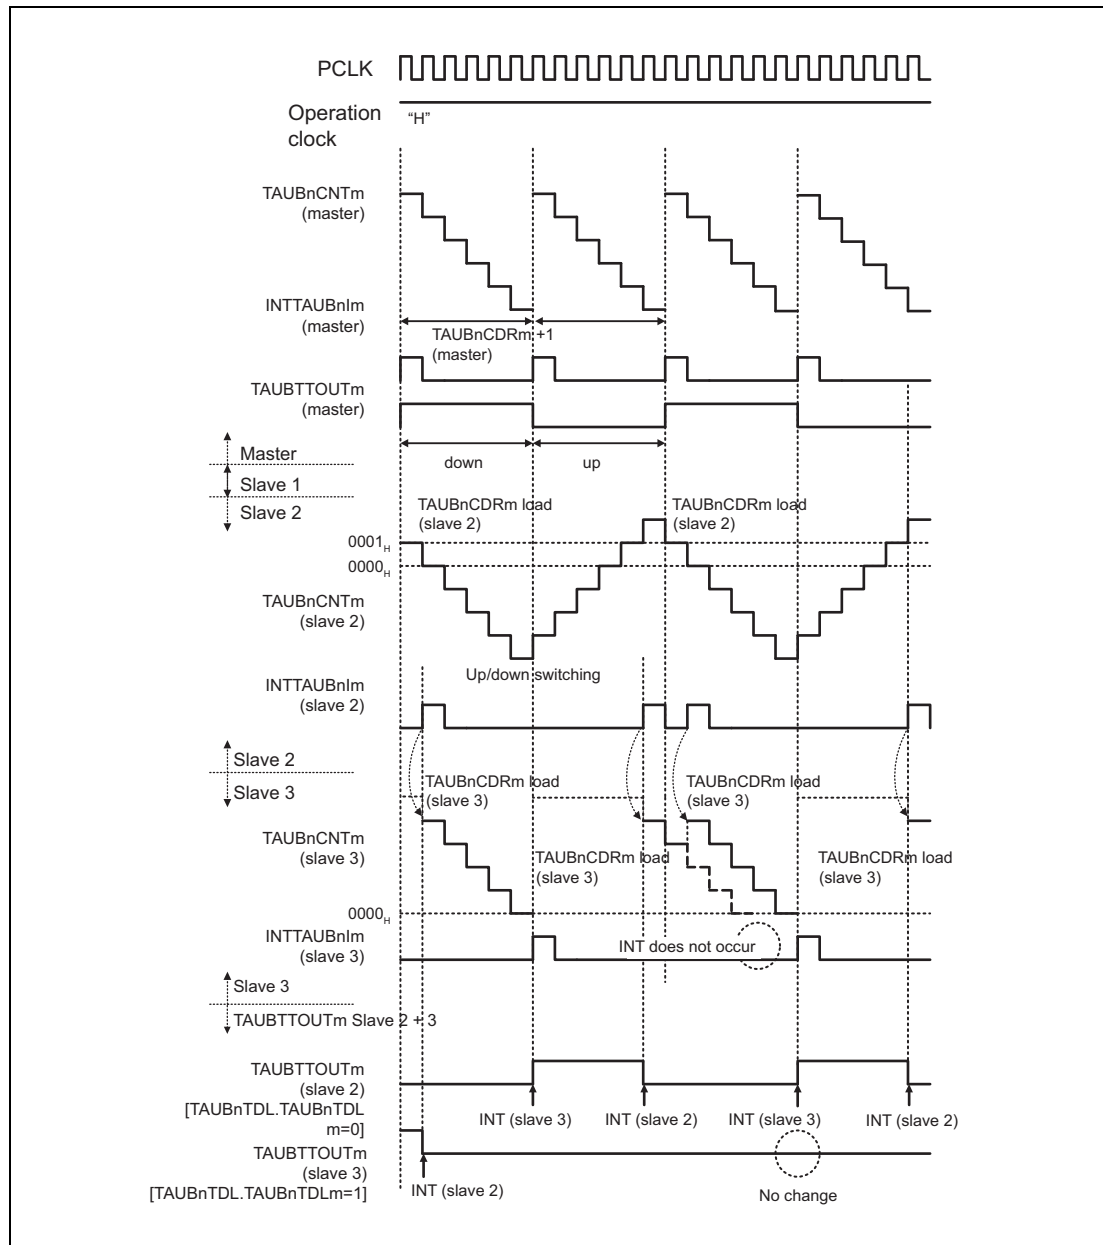 PCLK
Operation
clock
“H”
TAUBnCNTm
(master)
INTTAUBnIm
(master)
TAUBnCDRm +1
(master)
TAUBTTOUTm
(master)
Master
down
up
Slave 1
Slave 2
TAUBnCDRm load
(slave 2)
TAUBnCDRm load
(slave 2)
0001H
0000H
TAUBnCNTm
(slave 2)
Up/down switching
INTTAUBnIm
(slave 2)
Slave 2
Slave 3
TAUBnCDRm load
(slave 3)
TAUBnCDRm load
(slave 3)
TAUBnCNTm
(slave 3)
TAUBnCDRm load
(slave 3)
TAUBnCDRm load
(slave 3)
0000H
INTTAUBnIm
(slave 3)
INT does not occur
Slave 3
TAUBTTOUTm Slave 2 + 3
TAUBTTOUTm
(slave 2)
[TAUBnTDL.TAUBnTDL
m=0]
INT (slave 3)
INT (slave 2)
INT (slave 3)
INT (slave 2)
TAUBTTOUTm
(slave 3)
[TAUBnTDL.TAUBnTDLm=1]
INT (slave 2)
No change